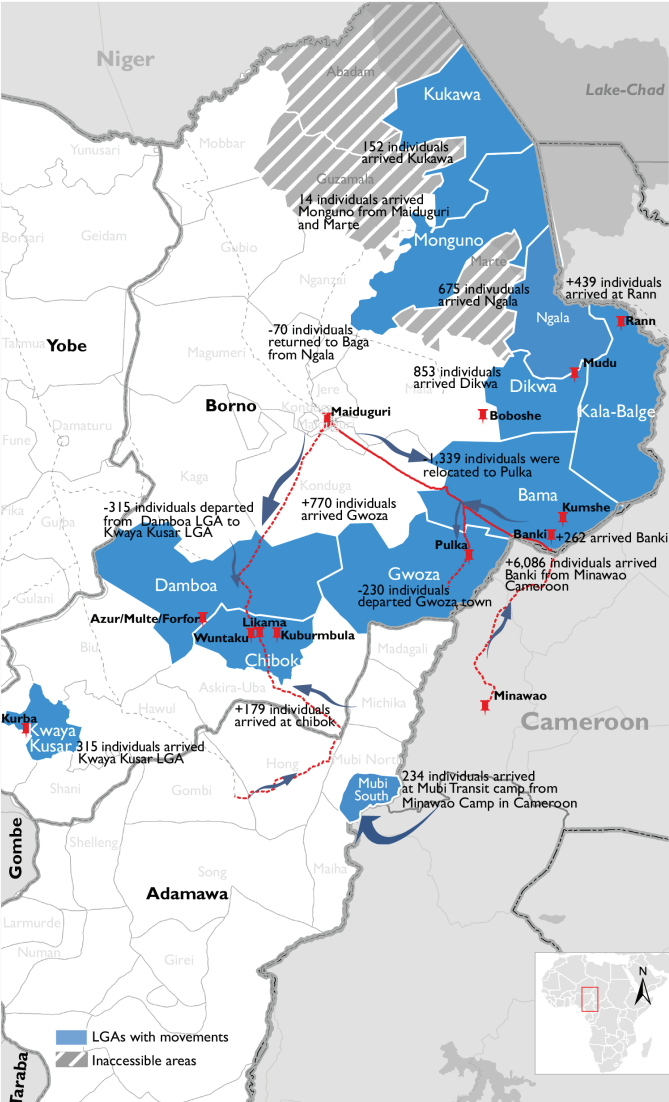 Niger
Abadam
Lake-Chad
Kukawa
Mobbar
Yunusari
152 individuals
arrived Kukawa
Guzamala
14 individuals arrived
Monguno from Maiduguri
and Marte
Borsari
Geidam
Gubio
Monguno
Marte
Nganzai
675 indivuduals
arrived Ngala
+439 individuals
arrived at Rann
Ngala
Rann
-70 individuals
returned to Baga
from Ngala
Yobe
Magumeri
Mudu
853 individuals
arrived Dikwa
Dikwa
Jere
Borno
Maiduguri
Boboshe
Kala-Balge
Damaturu
Fune
-1,339 individuals were
relocated to Pulka
Kaga
Konduga
Bama
-315 individuals departed
from Damboa LGA to
Kwaya Kusar LGA
+770 individuals
arrived Gwoza
Kumshe
Banki
+262 arrived Banki
Pulka
+6,086 individuals arrived
Banki from Minawao
Cameroon
Gwoza
Damboa
-230 individuals
departed Gwoza town
Gulani
Azur/Multe/Forfor
Likama
Wuntaku
Kuburmbula
Biu
Chibok
Madagali
Askira-Uba
Minawao
Michika
Hawul
+179 individuals
arrived at chibok
Cameroon
Kurba
Kwaya
Kusar
315 individuals arrived
Kwaya Kusar LGA
Hong
Mubi North
Shani
Gombi
Mubi
South
234 individuals arrived
at Mubi Transit camp from
Minawao Camp in Cameroon
Gombe
Shelleng
Song
Maiha
Adamawa
Larmurde
Numan
Girei
N
LGAs with movements
Inaccessible areas
Taraba